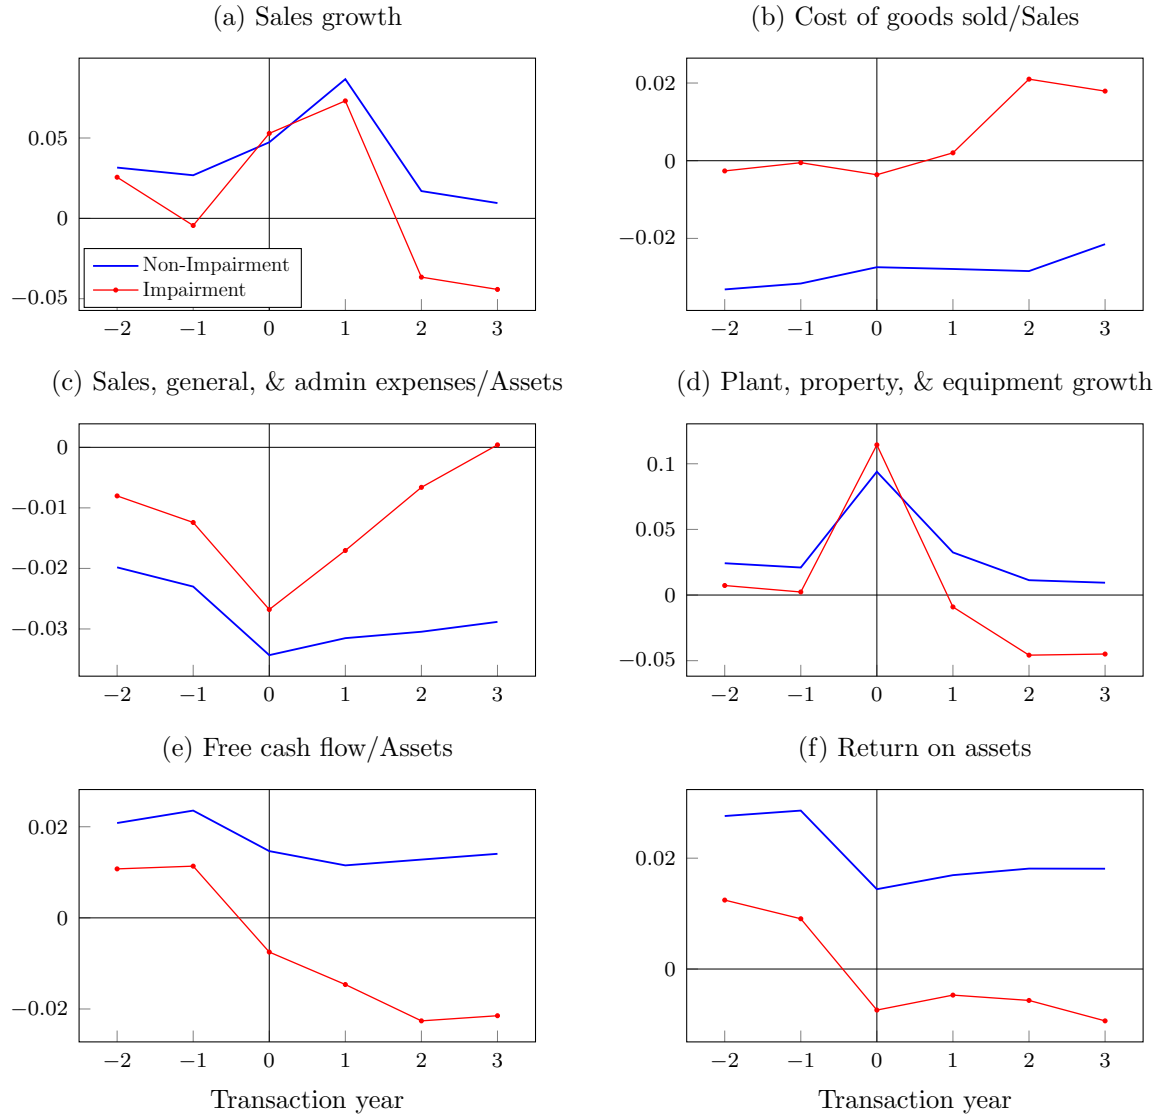 (a) Sales growth
0.05
0
−0.05
Non-Impairment
Impairment
−2 −1 0 1 2 3
(b) Cost of goods sold/Sales
0.02
0
−0.02
−2 −1 0 1 2 3
(c) Sales, general, & admin expenses/Assets
0
−0.01
−0.02
−0.03
−2 −1 0 1 2 3
(d) Plant, property, & equipment growth
0.1
0.05
0
−0.05
−2 −1 0 1 2 3
(e) Free cash flow/Assets
0.02
0
−0.02
−2 −1 0 1 2 3
Transaction year
(f) Return on assets
0.02
0
−2 −1 0 1 2 3
Transaction year